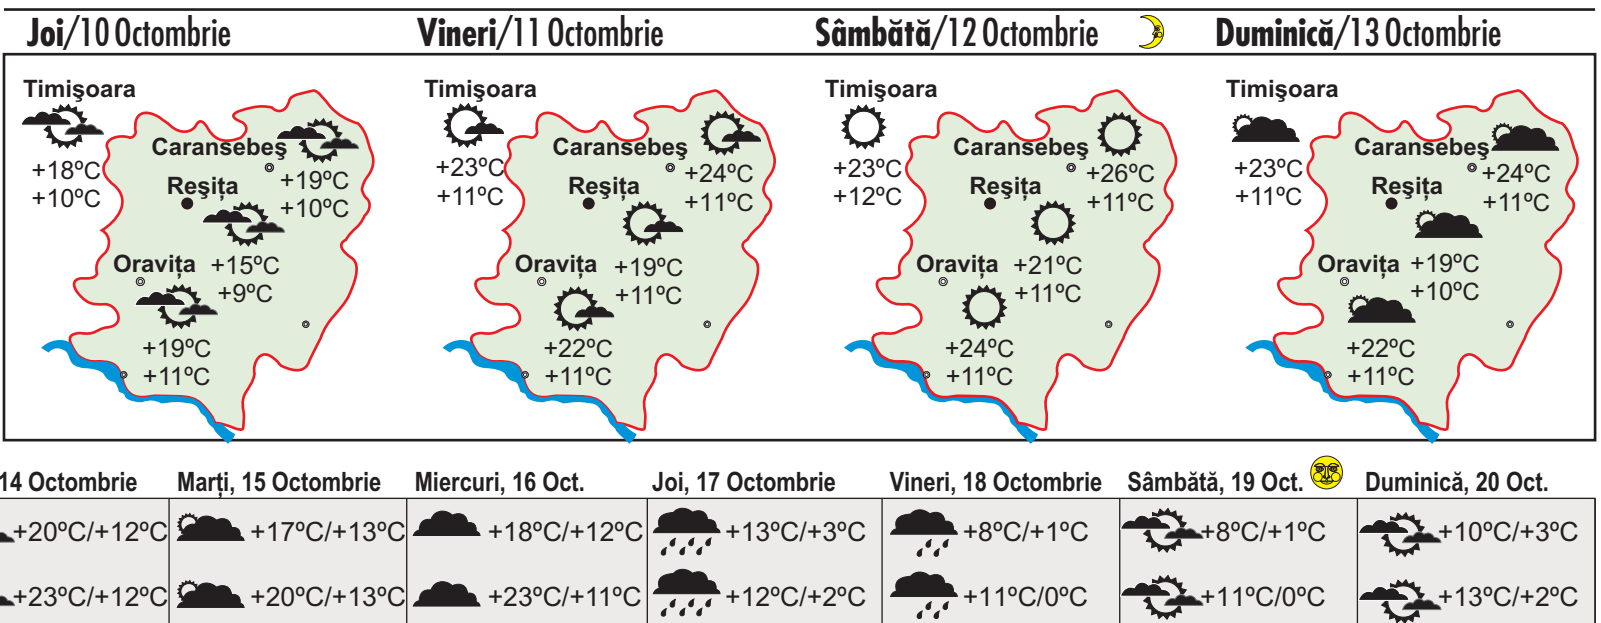 Joi/10 Octombrie
Timişoara
+18ºC
+10ºC
Caransebeş
+19ºC
+10ºC
Reşiţa
+15ºC
+9ºC
Oraviţa
+19ºC
+11ºC
Vineri/11 Octombrie
Timişoara
+23ºC
+11ºC
Caransebeş
+24ºC
+11ºC
Reşiţa
+19ºC
+11ºC
Oraviţa
+22ºC
+11ºC
Sâmbătă/12 Octombrie
Timişoara
+23ºC
+12ºC
Caransebeş
+26ºC
+11ºC
Reşiţa
+21ºC
+11ºC
Oraviţa
+24ºC
+11ºC
Duminică/13 Octombrie
Timişoara
+23ºC
+11ºC
Caransebeş
+24ºC
+11ºC
Reşiţa
+19ºC
+10ºC
Oraviţa
+22ºC
+11ºC
14 Octombrie Marţi, 15 Octombrie Miercuri, 16 Oct. Joi, 17 Octombrie Vineri, 18 Octombrie Sâmbătă, 19 Oct. Duminică, 20 Oct.
+20ºC/+12ºC +17ºC/+13ºC +18ºC/+12ºC +13ºC/+3ºC +8ºC/+1ºC +8ºC/+1ºC +10ºC/+3ºC
+23ºC/+12ºC +20ºC/+13ºC +23ºC/+11ºC +12ºC/+2ºC +11ºC/0ºC +11ºC/0ºC +13ºC/+2ºC